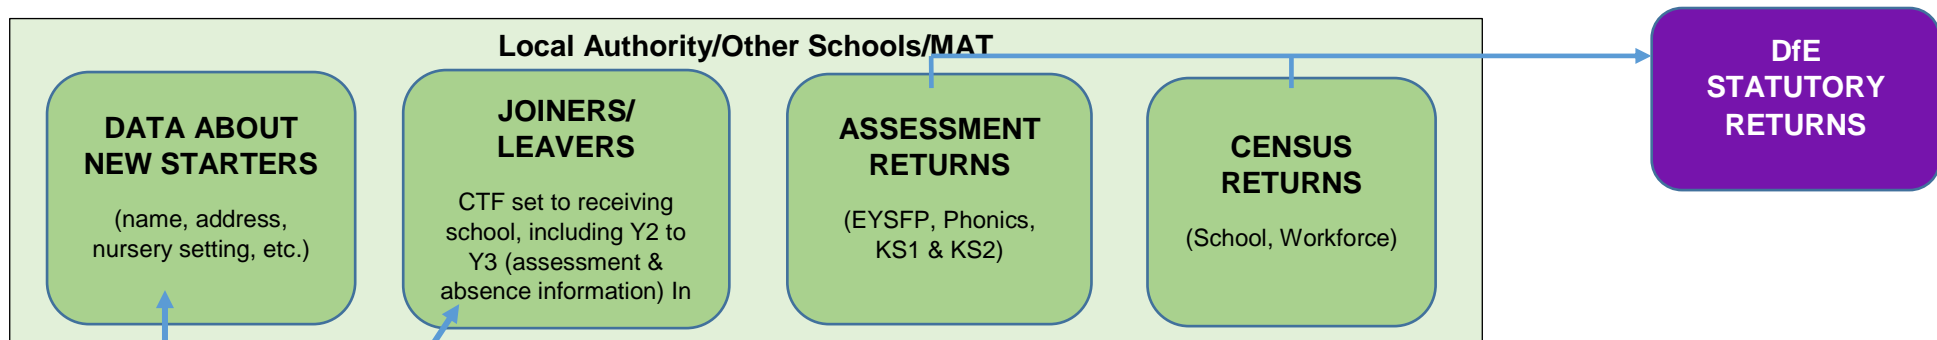 Local Authority/Other Schools/MAT
DATA ABOUT
NEW STARTERS
(name, address,
nursery setting, etc.)
JOINERS/
LEAVERS
CTF set to receiving
school, including Y2 to
Y3 (assessment &
absence information) In
ASSESSMENT
RETURNS
(EYSFP, Phonics,
KS1 & KS2)
CENSUS
RETURNS
(School, Workforce)
DfE
STATUTORY
RETURNS